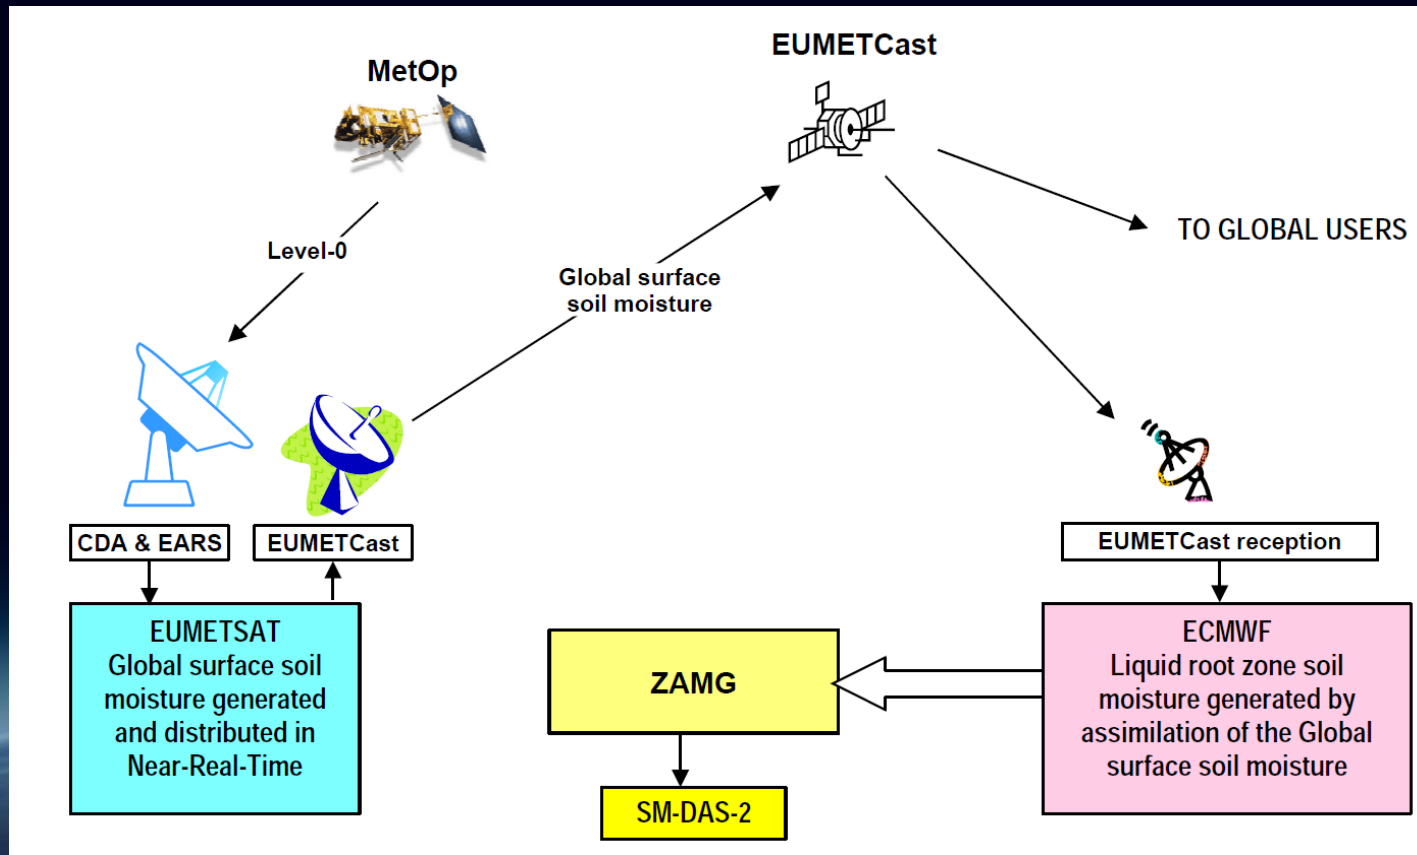 EUMETCast
MetOp
TO GLOBAL USERS
Level-0
Global surface
soil moisture
CDA & EARS
EUMETCast
EUMETCast reception
EUMETSAT
Global surface soil
moisture generated
and distributed in
Near-Real-Time
ZAMG
ECMWF
Liquid root zone soil
moisture generated by
assimilation of the Global
surface soil moisture
SM-DAS-2